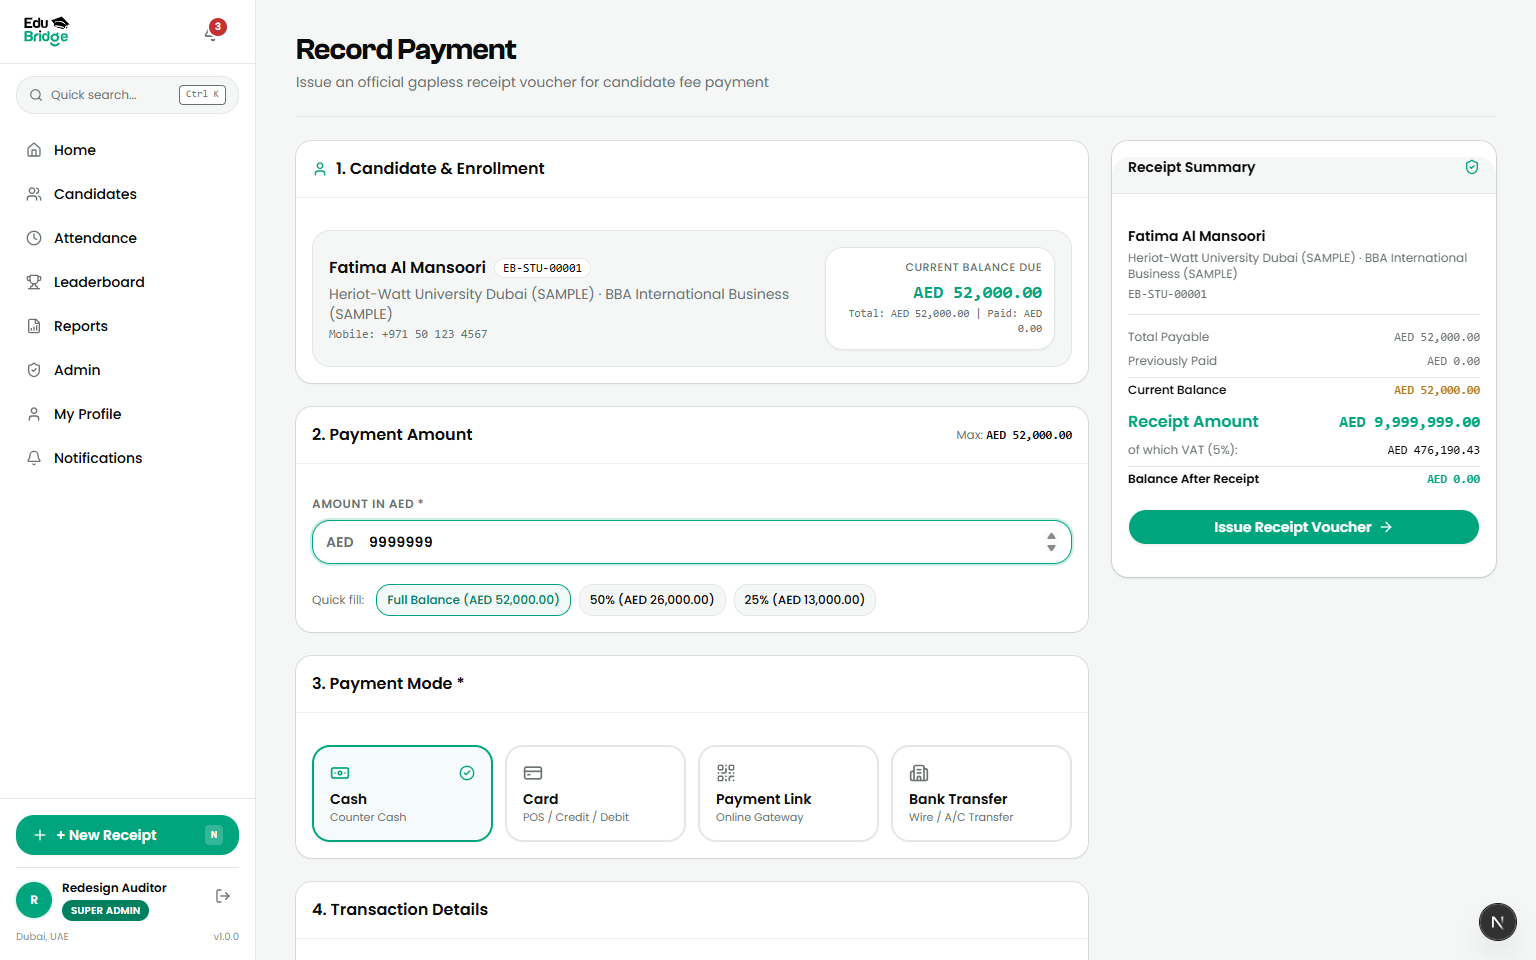 Edu
Bridge
3
Quick search...
Ctrl K
Home
Candidates
Attendance
Leaderboard
Reports
Admin
My Profile
Notifications
+ New Receipt
N
R
Redesign Auditor
SUPER ADMIN
Dubai, UAE
v1.0.0
Record Payment
Issue an official gapless receipt voucher for candidate fee payment
1. Candidate & Enrollment
Fatima Al Mansoori
EB-STU-00001
Heriot-Watt University Dubai (SAMPLE) · BBA International Business
(SAMPLE)
Mobile: +971 50 123 4567
CURRENT BALANCE DUE
AED 52,000.00
Total: AED 52,000.00 | Paid: AED
0.00
2. Payment Amount
Max: AED 52,000.00
AMOUNT IN AED *
AED 9999999
Quick fill:
Full Balance (AED 52,000.00)
50% (AED 26,000.00)
25% (AED 13,000.00)
3. Payment Mode *
Cash
Counter Cash
Card
POS / Credit / Debit
Payment Link
Online Gateway
Bank Transfer
Wire / A/C Transfer
4. Transaction Details
Receipt Summary
Fatima Al Mansoori
Heriot-Watt University Dubai (SAMPLE) · BBA International
Business (SAMPLE)
EB-STU-00001
Total Payable AED 52,000.00
Previously Paid AED 0.00
Current Balance AED 52,000.00
Receipt Amount AED 9,999,999.00
of which VAT (5%): AED 476,190.43
Balance After Receipt AED 0.00
Issue Receipt Voucher →
N